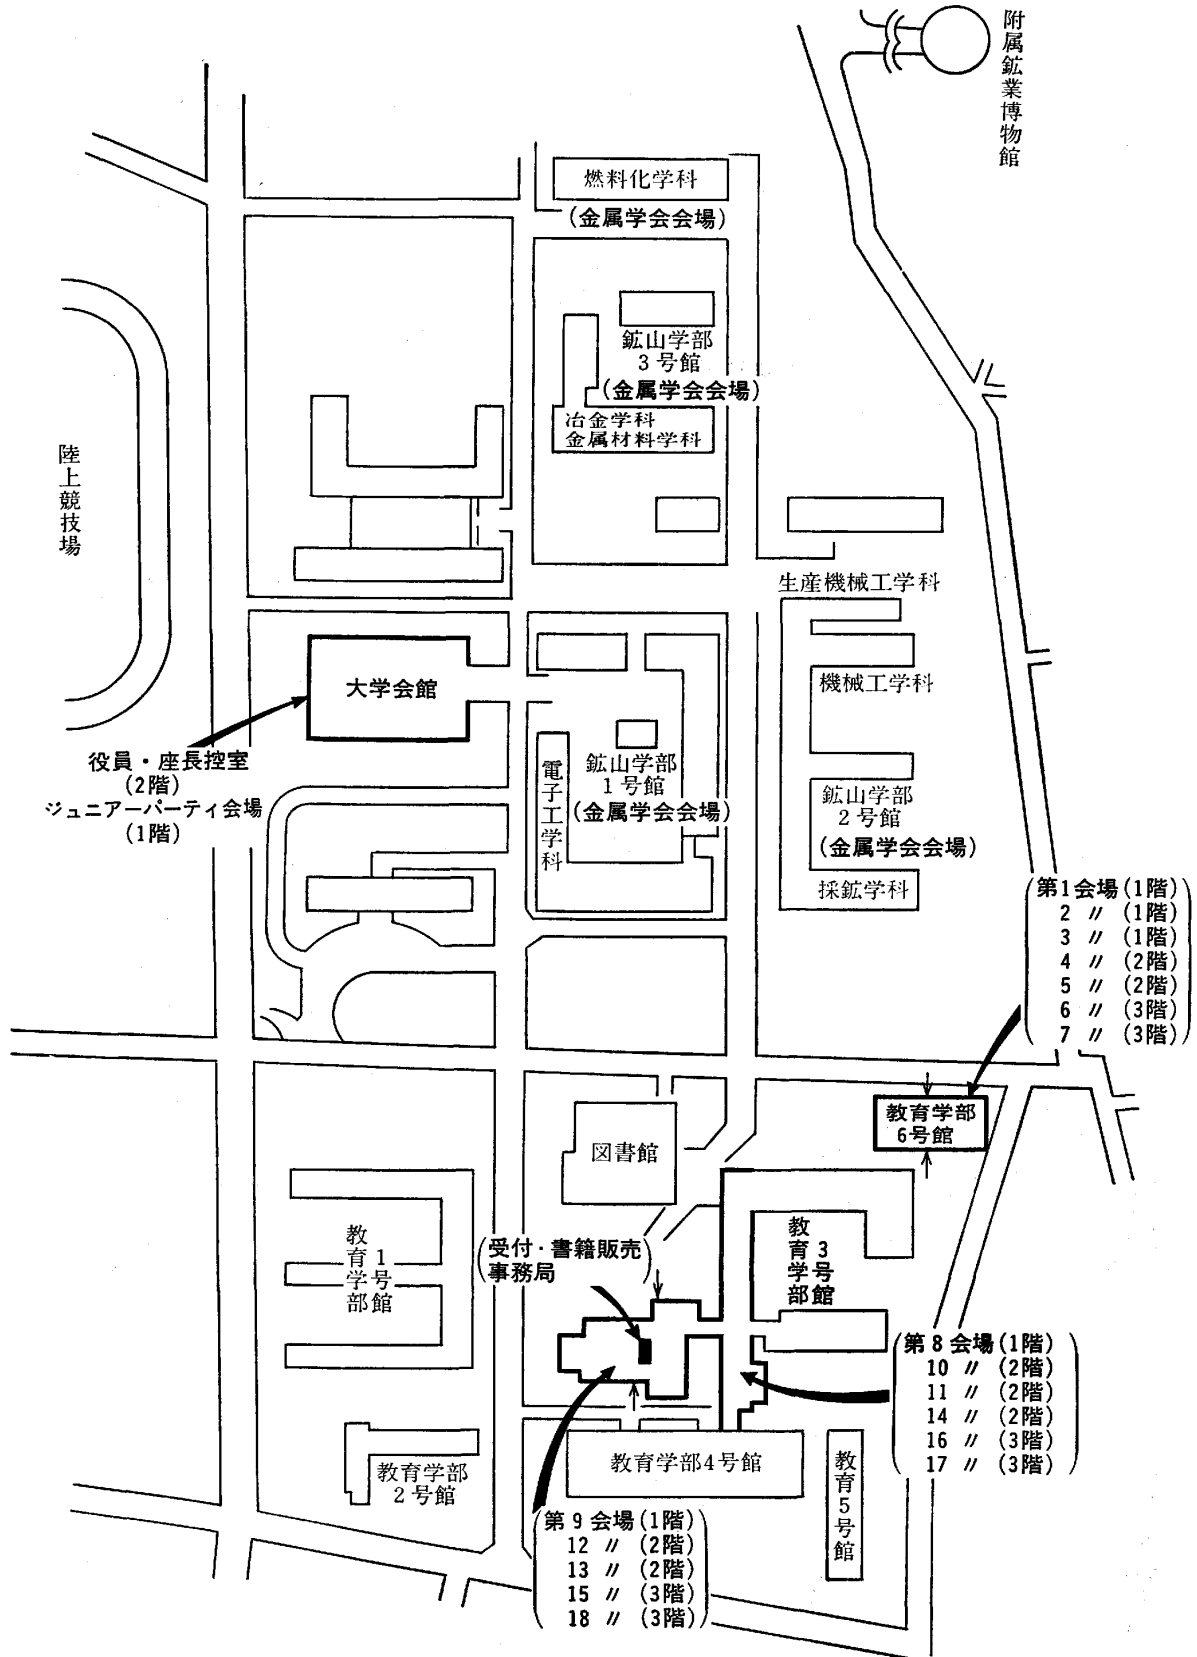 附属鉱業博物館
燃料化学科
(金属学会会場)
鉱山学部
3号館
(金属学会会場)
冶金学科
金属材料学科
陸上競技場
生産機械工学科
機械工学科
大学会館
役員・座長控室
(2階)
ジュニアーパーティ会場
(1階)
電子工学科
鉱山学部
1号館
(金属学会会場)
鉱山学部
2号館
(金属学会会場)
採鉱学科
第1会場(1階)
2 〃 (1階)
3 〃 (1階)
4 〃 (2階)
5 〃 (2階)
6 〃 (3階)
7 〃 (3階)
教育学部
6号館
図書館
教育学部
1号館
(受付・書籍販売
事務局)
教育学部
3号館
第8会場(1階)
10 〃 (2階)
11 〃 (2階)
14 〃 (2階)
16 〃 (3階)
17 〃 (3階)
教育学部
2号館
教育学部4号館
教育5号館
第9会場(1階)
12 〃 (2階)
13 〃 (2階)
15 〃 (3階)
18 〃 (3階)